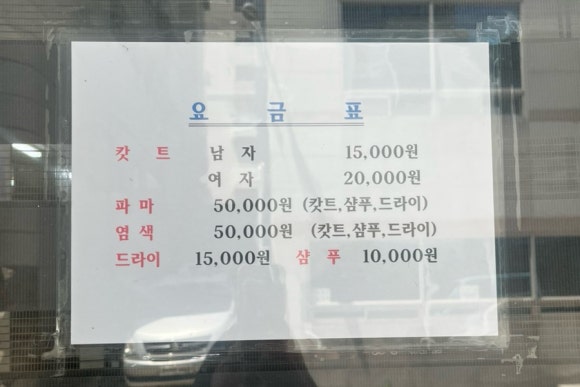 요 금 표
캇 트 남 자 15,000원
여 자 20,000원
파 마 50,000원 (캇트,샴푸,드라이)
염 색 50,000원 (캇트,샴푸,드라이)
드라이 15,000원 샴 푸 10,000원